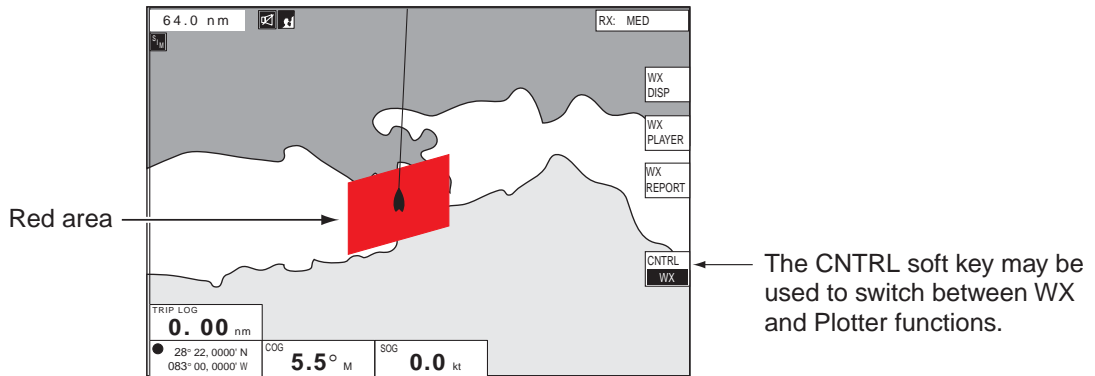 64.0 nm
RX: MED
SIM
WX
DISP
WX
PLAYER
WX
REPORT
Red area
CNTRL
WX
The CNTRL soft key may be
used to switch between WX
and Plotter functions.
TRIP LOG
0. 00 nm
28° 22, 0000' N
083° 00, 0000' W
COG
5.5° M
SOG
0.0 kt